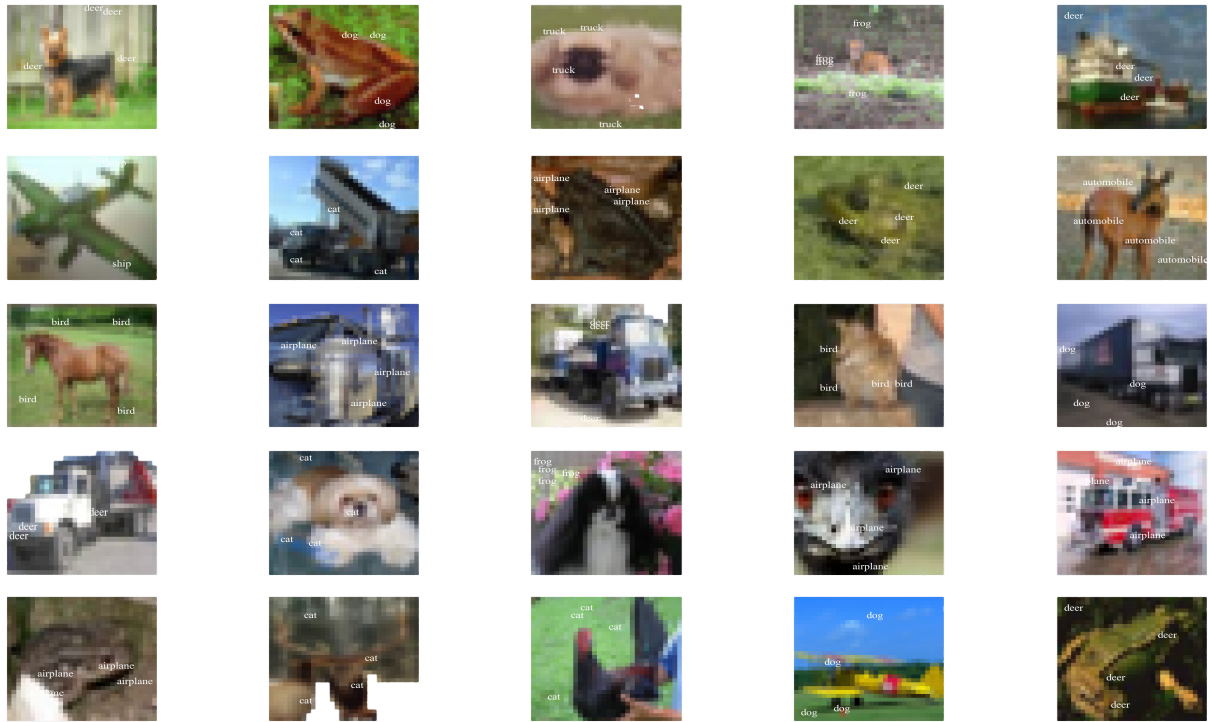 deer deer
deer
deer
dog dog
dog
dog
truck truck
truck
truck
frog
frog
frog
frog
deer
deer
deer
deer
ship
cat
cat
cat
cat
airplane
airplane
airplane
airplane
deer
deer
deer
deer
automobile
automobile
automobile
automobile
bird bird
bird
bird
airplane airplane
airplane
airplane
deer
deer
deer
bird
bird
bird bird
dog
dog
dog
dog
deer
deer
deer
cat
cat
cat
cat
frog
frog
frog
frog
airplane
airplane
airplane
airplane
airplane
airplane
airplane
airplane
airplane
airplane
airplane
cat
cat
cat
cat
cat
cat
cat
cat
dog
dog
dog
dog
deer
deer
deer
deer